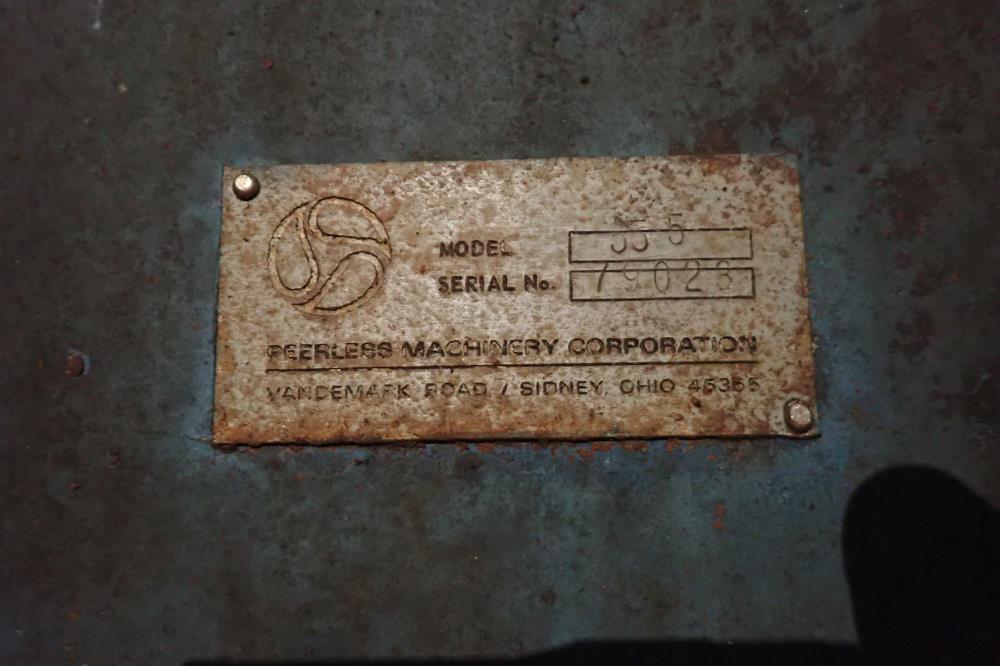 MODEL
SERIAL No. 79023
PEERLESS MACHINERY CORPORATION
VANDEMARK ROAD / SIDNEY, OHIO 45365